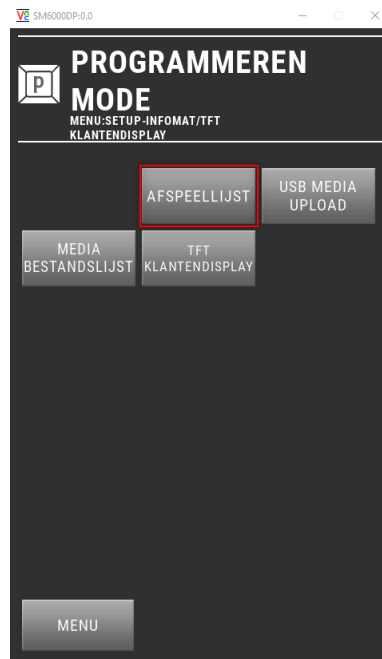 SM6000DP:0.0
P
PROGRAMMEREN
MODE
MENU:SETUP-INFOMAT/TFT
KLANTENDISPLAY
AFSPEELLIJST
USB MEDIA
UPLOAD
MEDIA
BESTANDSLIJST
TFT
KLANTENDISPLAY
MENU